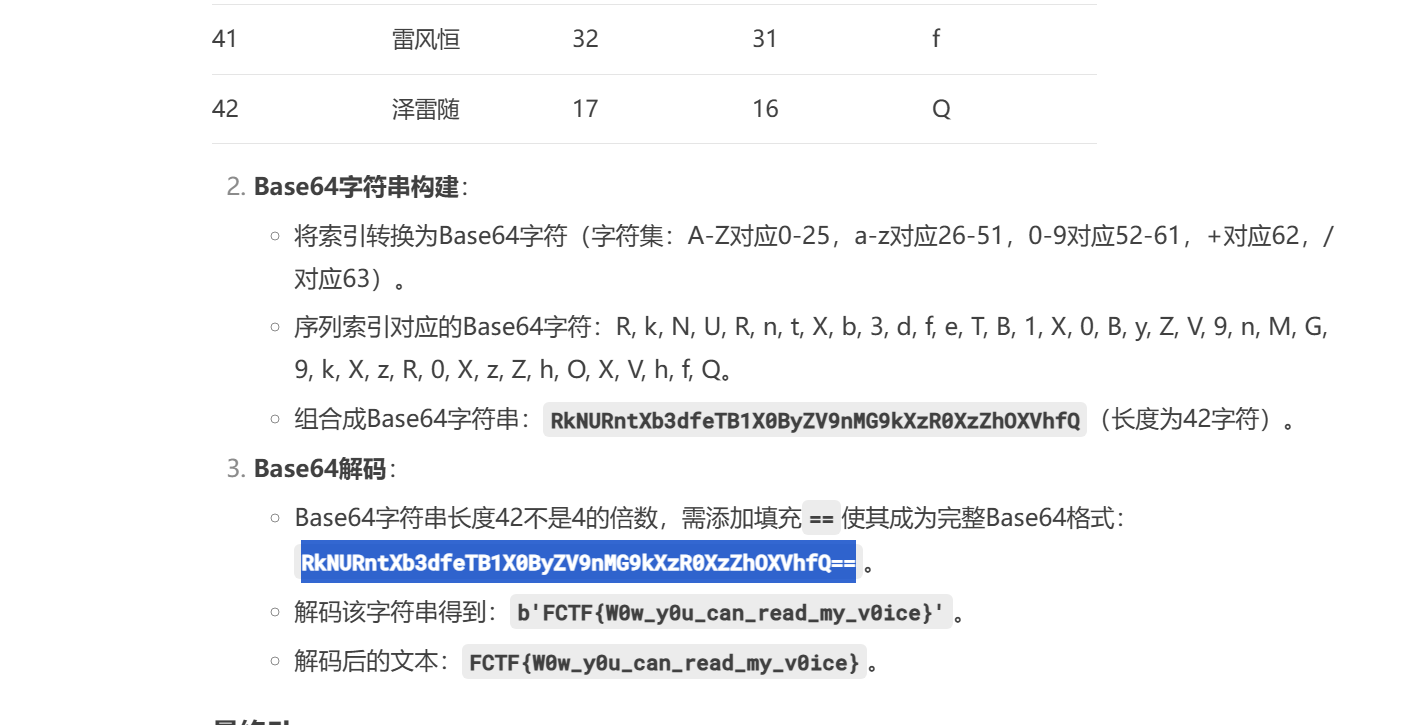 41 雷风恒 32 31 f
42 泽雷随 17 16 Q
2. Base64字符串构建：
○ 将索引转换为Base64字符（字符集：A-Z对应0-25，a-z对应26-51，0-9对应52-61，+对应62，/
对应63）。
○ 序列索引对应的Base64字符：R, k, N, U, R, n, t, X, b, 3, d, f, e, T, B, 1, X, 0, B, y, Z, V, 9, n, M, G,
9, k, X, z, R, 0, X, z, Z, h, O, X, V, h, f, Q。
○ 组合成Base64字符串：RkNURntXb3dfeTB1X0ByZV9nMG9kXzR0XzZhOXVhfQ（长度为42字符）。
3. Base64解码：
○ Base64字符串长度42不是4的倍数，需添加填充==使其成为完整Base64格式：
RkNURntXb3dfeTB1X0ByZV9nMG9kXzR0XzZhOXVhfQ==。
○ 解码该字符串得到：b'FCTF{W0w_y0u_can_read_my_v0ice}'。
○ 解码后的文本：FCTF{W0w_y0u_can_read_my_v0ice}。